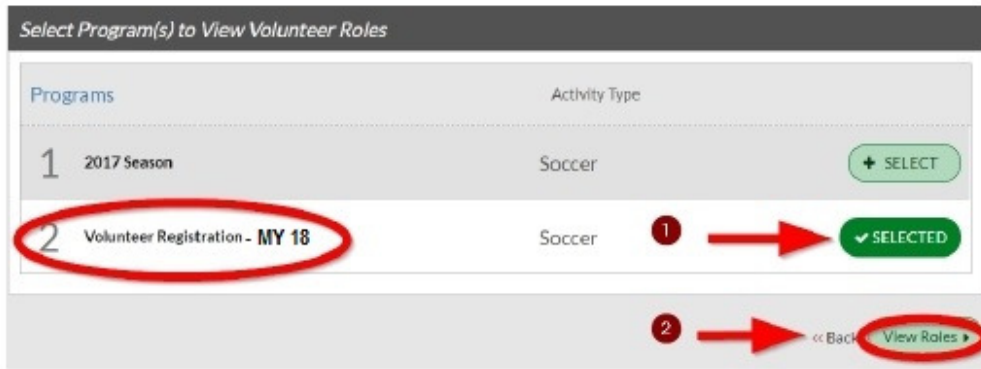 Select Program(s) to View Volunteer Roles
Programs Activity Type
1 2017 Season Soccer + SELECT
2 Volunteer Registration - MY 18 Soccer 1 ✔ SELECTED
2 « Back View Roles ▸